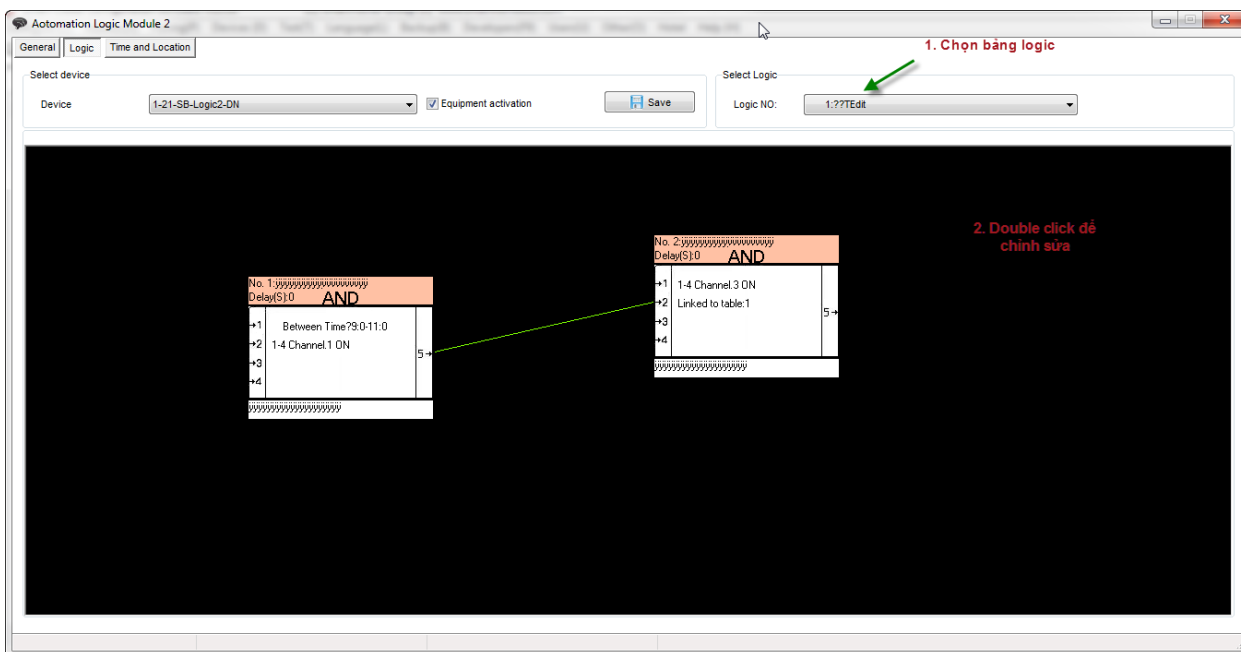 Aotomation Logic Module 2
General Logic Time and Location
1. Chọn bảng logic
Select device
Select Logic
Device 1-21-SB-Logic2-DN Equipment activation Save
Logic NO: 1:??TEdit
2. Double click để
chỉnh sửa
No. 2:ÿÿÿÿÿÿÿÿÿÿÿÿÿÿÿÿÿÿÿÿ
Delay(S):0 AND
1 1-4 Channel.3 ON
2 Linked to table:1
3
4
5
ÿÿÿÿÿÿÿÿÿÿÿÿÿÿÿÿÿÿÿÿ
No. 1:ÿÿÿÿÿÿÿÿÿÿÿÿÿÿÿÿÿÿÿÿ
Delay(S):0 AND
1 Between Time?9:0-11:0
2 1-4 Channel.1 ON
3
4
5
ÿÿÿÿÿÿÿÿÿÿÿÿÿÿÿÿÿÿÿÿ